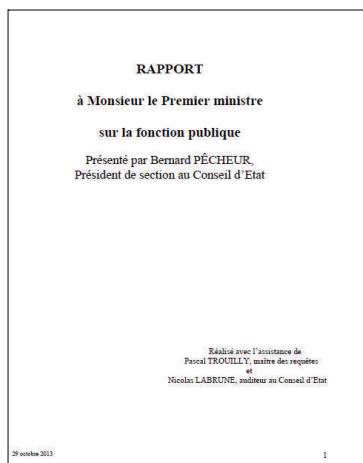 RAPPORT
à Monsieur le Premier ministre
sur la fonction publique
Présenté par Bernard PÊCHEUR,
Président de section au Conseil d’Etat
Réalisé avec l’assistance de
Pascal TROUILLY, maître des requêtes
et
Nicolas LABRUNE, auditeur au Conseil d’Etat
29 octobre 2013
1